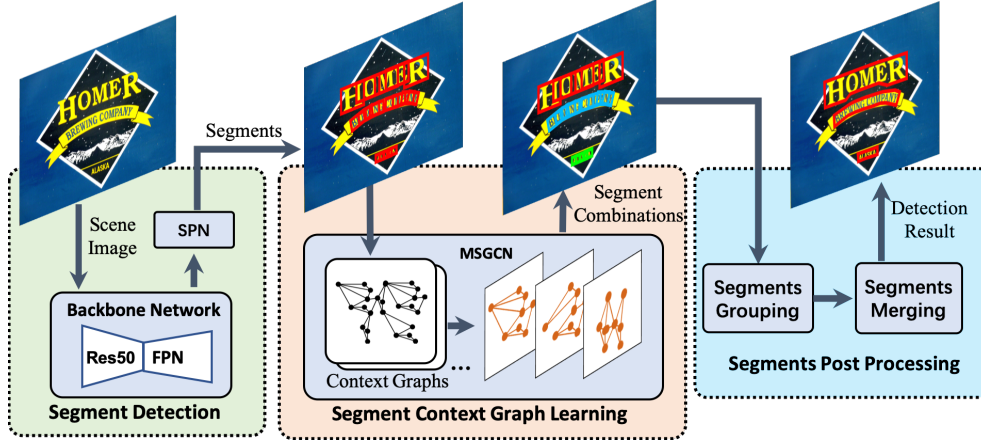 HOMER
BREWING COMPANY
ALASKA
HOMER
HOMER
HOMER
BREWING COMPANY
ALASKA
Segments
Scene
Image
SPN
Backbone Network
Res50
FPN
Segment Detection
Segment
Combinations
MSGCN
Context Graphs
...
Segment Context Graph Learning
Detection
Result
Segments
Grouping
Segments
Merging
Segments Post Processing